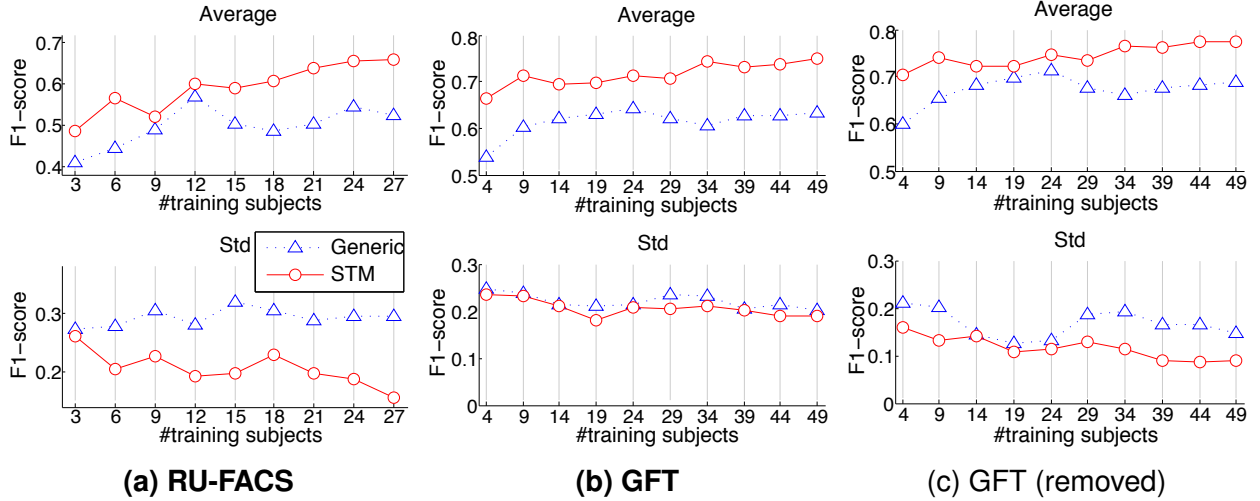 Average
F1-score
0.7
0.6
0.5
0.4
3 6 9 12 15 18 21 24 27
#training subjects
Average
F1-score
0.8
0.7
0.6
0.5
4 9 14 19 24 29 34 39 44 49
#training subjects
Average
F1-score
0.8
0.7
0.6
0.5
4 9 14 19 24 29 34 39 44 49
#training subjects
Std
Generic
STM
F1-score
0.3
0.2
3 6 9 12 15 18 21 24 27
#training subjects
Std
F1-score
0.3
0.2
0.1
0
4 9 14 19 24 29 34 39 44 49
#training subjects
Std
F1-score
0.3
0.2
0.1
0
4 9 14 19 24 29 34 39 44 49
#training subjects
(a) RU-FACS
(b) GFT
(c) GFT (removed)